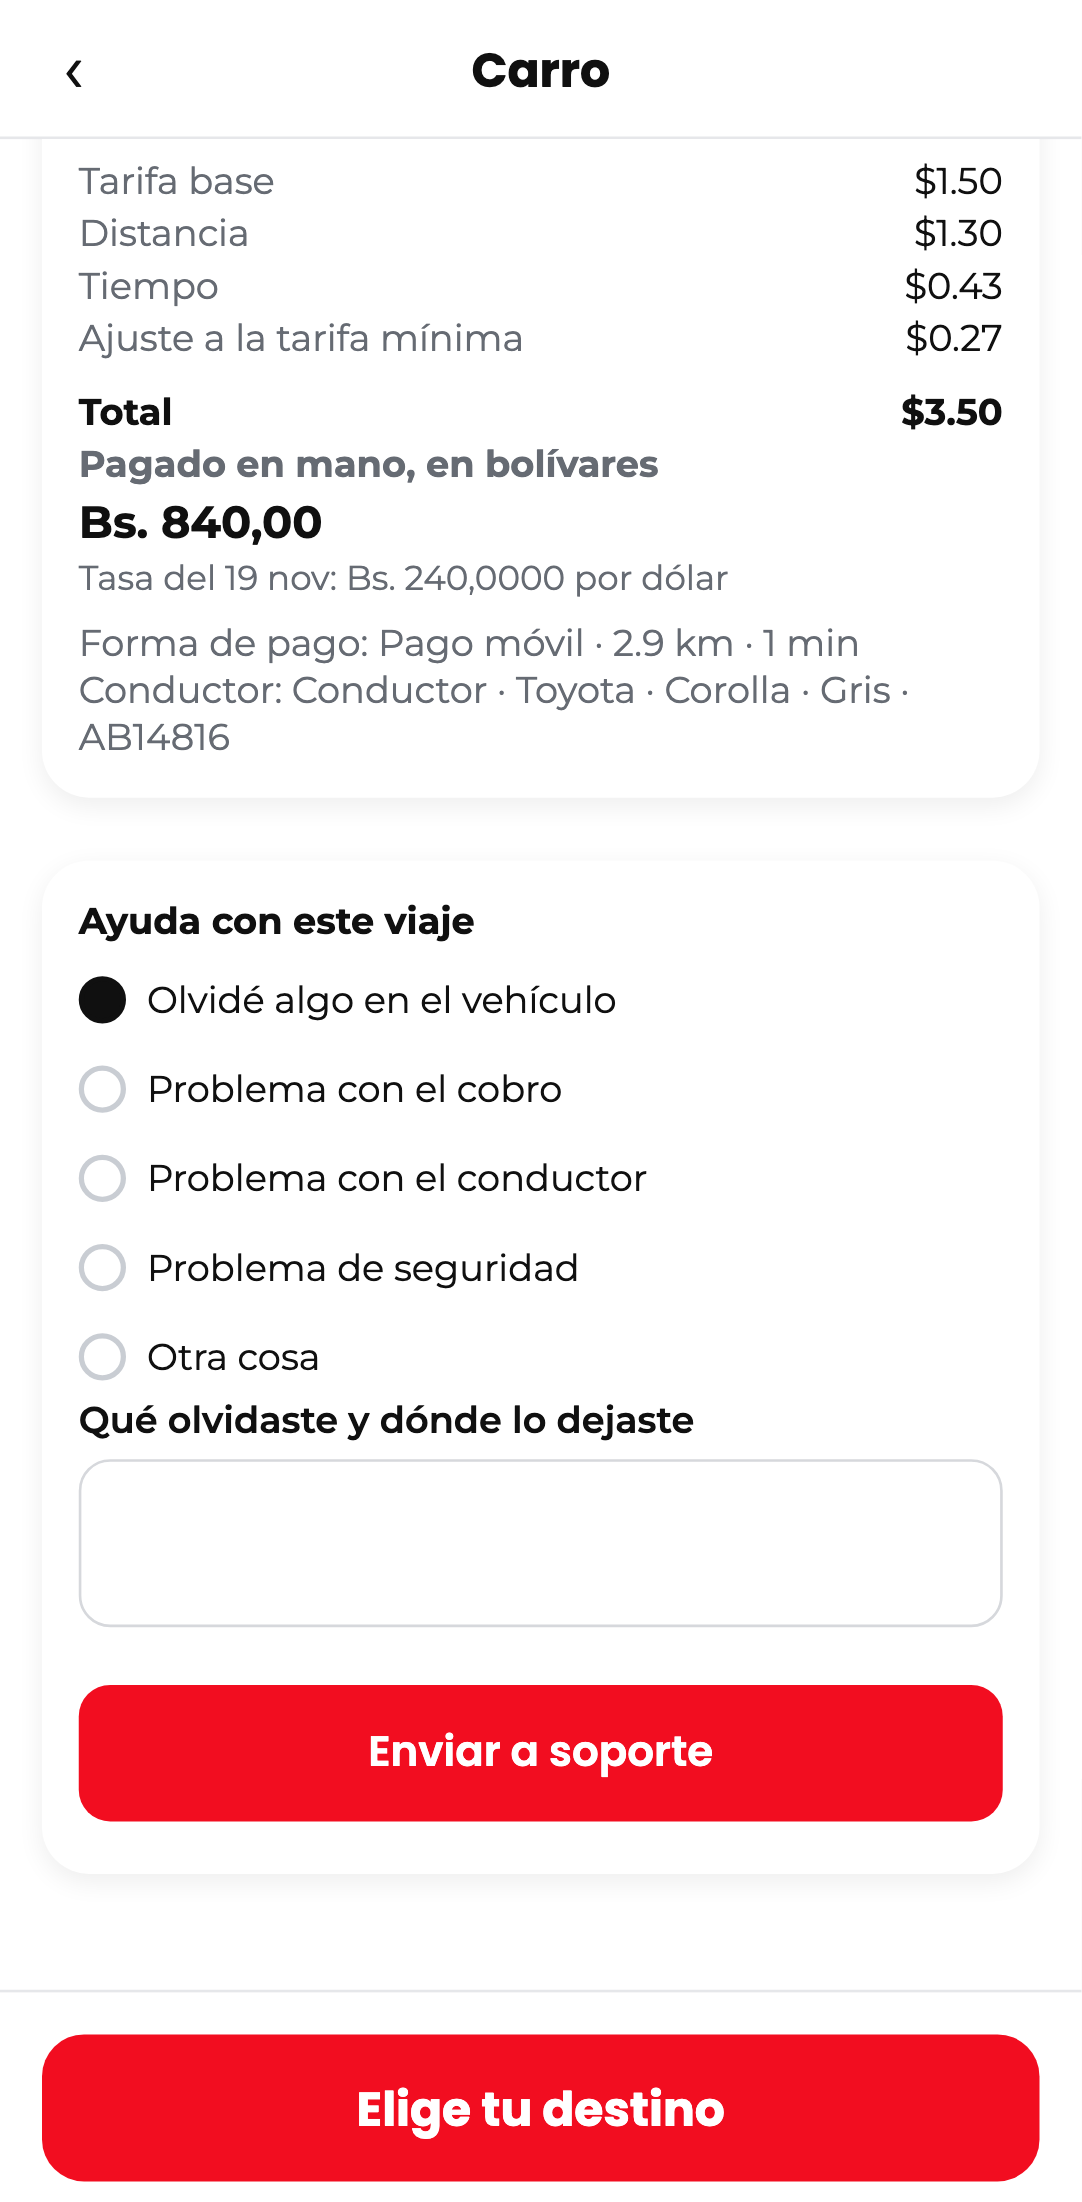 Carro
Tarifa base $1.50
Distancia $1.30
Tiempo $0.43
Ajuste a la tarifa mínima $0.27
Total $3.50
Pagado en mano, en bolívares
Bs. 840,00
Tasa del 19 nov: Bs. 240,0000 por dólar
Forma de pago: Pago móvil · 2.9 km · 1 min
Conductor: Conductor · Toyota · Corolla · Gris ·
AB14816
Ayuda con este viaje
Olvidé algo en el vehículo
Problema con el cobro
Problema con el conductor
Problema de seguridad
Otra cosa
Qué olvidaste y dónde lo dejaste
Enviar a soporte
Elige tu destino